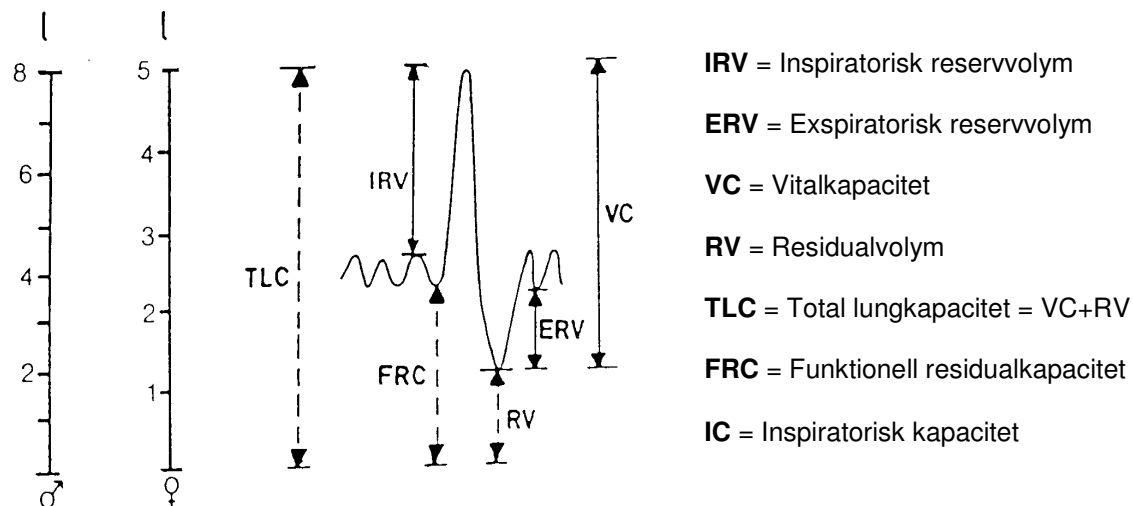 l
l
8
6
4
2
♂
5
4
3
2
1
♀
TLC
IRV
FRC
RV
ERV
VC
IRV = Inspiratorisk reservvolym
ERV = Exspiratorisk reservvolym
VC = Vitalkapacitet
RV = Residualvolym
TLC = Total lungkapacitet = VC+RV
FRC = Funktionell residualkapacitet
IC = Inspiratorisk kapacitet